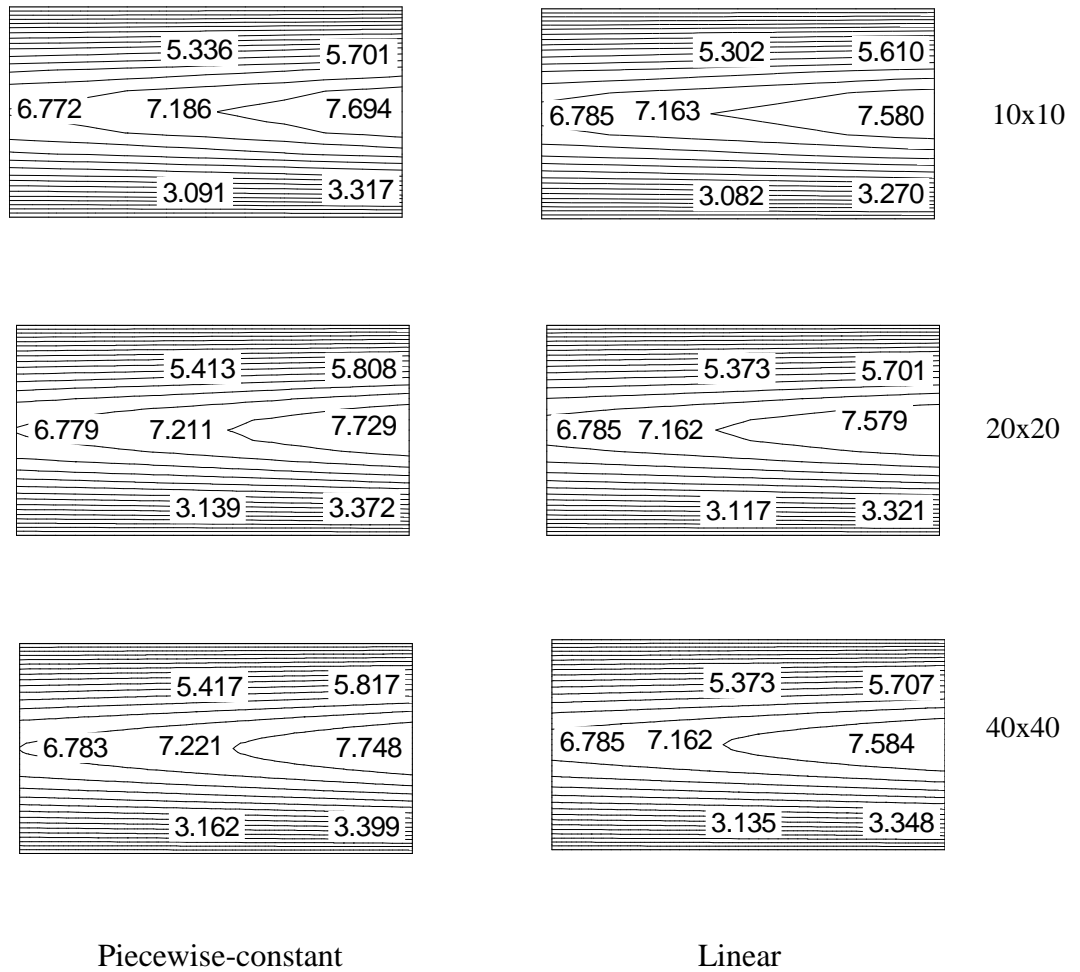 5.336 5.701 5.302 5.610
6.772 7.186 7.694 6.785 7.163 7.580 10x10
3.091 3.317 3.082 3.270
5.413 5.808 5.373 5.701
6.779 7.211 7.729 6.785 7.162 7.579 20x20
3.139 3.372 3.117 3.321
5.417 5.817 5.373 5.707
6.783 7.221 7.748 6.785 7.162 7.584 40x40
3.162 3.399 3.135 3.348
Piecewise-constant Linear